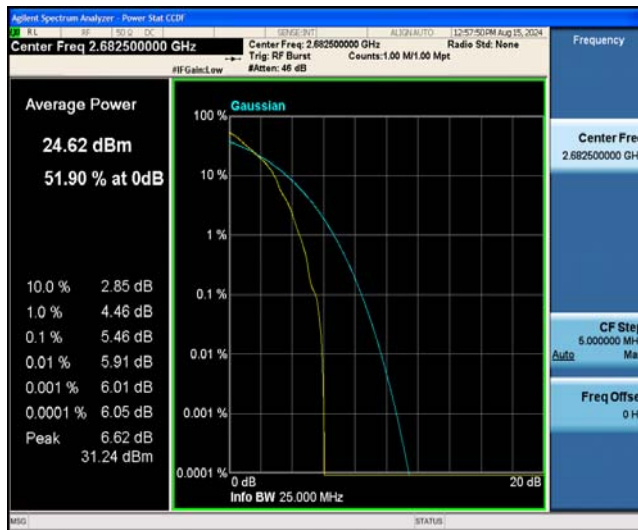 Agilent Spectrum Analyzer - Power Stat CCDF
RL RF 50 Ω DC SENSE:INT ALIGN AUTO 12:57:50 PM Aug 15, 2024
Center Freq 2.682500000 GHz
Center Freq: 2.682500000 GHz Radio Std: None
Trig: RF Burst Counts:1.00 M/1.00 Mpt
#IFGain:Low #Atten: 46 dB
Frequency
Average Power
24.62 dBm
51.90 % at 0dB
10.0 % 2.85 dB
1.0 % 4.46 dB
0.1 % 5.46 dB
0.01 % 5.91 dB
0.001 % 6.01 dB
0.0001 % 6.05 dB
Peak 6.62 dB
31.24 dBm
Gaussian
100 %
10 %
1 %
0.1 %
0.01 %
0.001 %
0.0001 %
0 dB 20 dB
Info BW 25.000 MHz
Center Fre
2.682500000 GH
CF Step
5.000000 MH
Auto Ma
Freq Offse
0 H
MSG STATUS